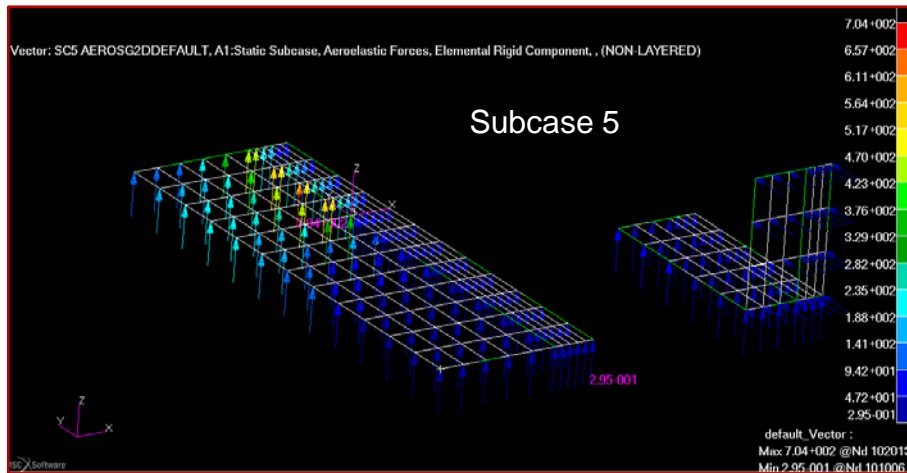 Vector: SC5 AEROSG2DDEFAULT, A1:Static Subcase, Aeroelastic Forces, Elemental Rigid Component, , (NON-LAYERED)
Subcase 5
7.04+002
6.57+002
6.11+002
5.64+002
5.17+002
4.70+002
4.23+002
3.76+002
3.29+002
2.82+002
2.35+002
1.88+002
1.41+002
9.42+001
4.72+001
2.95-001
Z
X
2.95-001
Z
Y
X
default_Vector :
Max 7.04+002 @Nd 102013
Min 2.95-001 @Nd 101006
Software